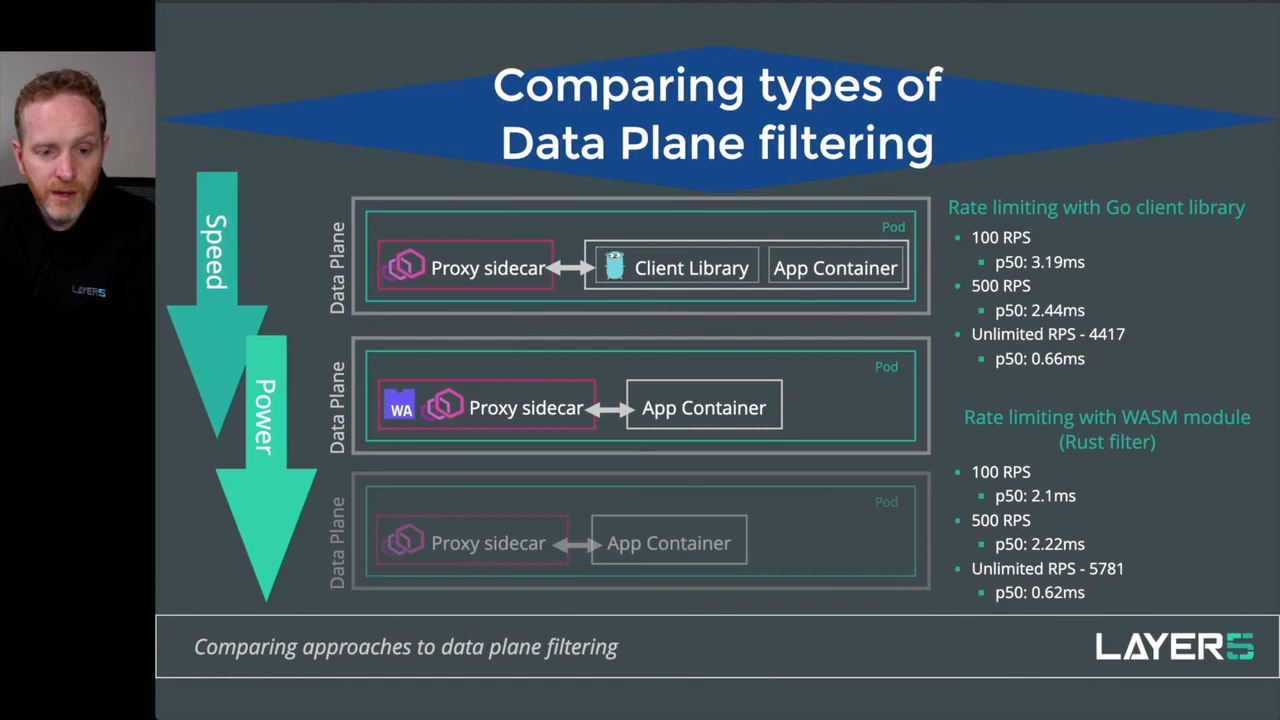 Comparing types of
Data Plane filtering
LAYER5
Speed
Power
Data Plane
Pod
Proxy sidecar
Client Library
App Container
Data Plane
Pod
WA
Proxy sidecar
App Container
Data Plane
Pod
Proxy sidecar
App Container
Rate limiting with Go client library
• 100 RPS
▪ p50: 3.19ms
• 500 RPS
▪ p50: 2.44ms
• Unlimited RPS - 4417
▪ p50: 0.66ms
Rate limiting with WASM module
(Rust filter)
• 100 RPS
▪ p50: 2.1ms
• 500 RPS
▪ p50: 2.22ms
• Unlimited RPS - 5781
▪ p50: 0.62ms
Comparing approaches to data plane filtering
LAYER5